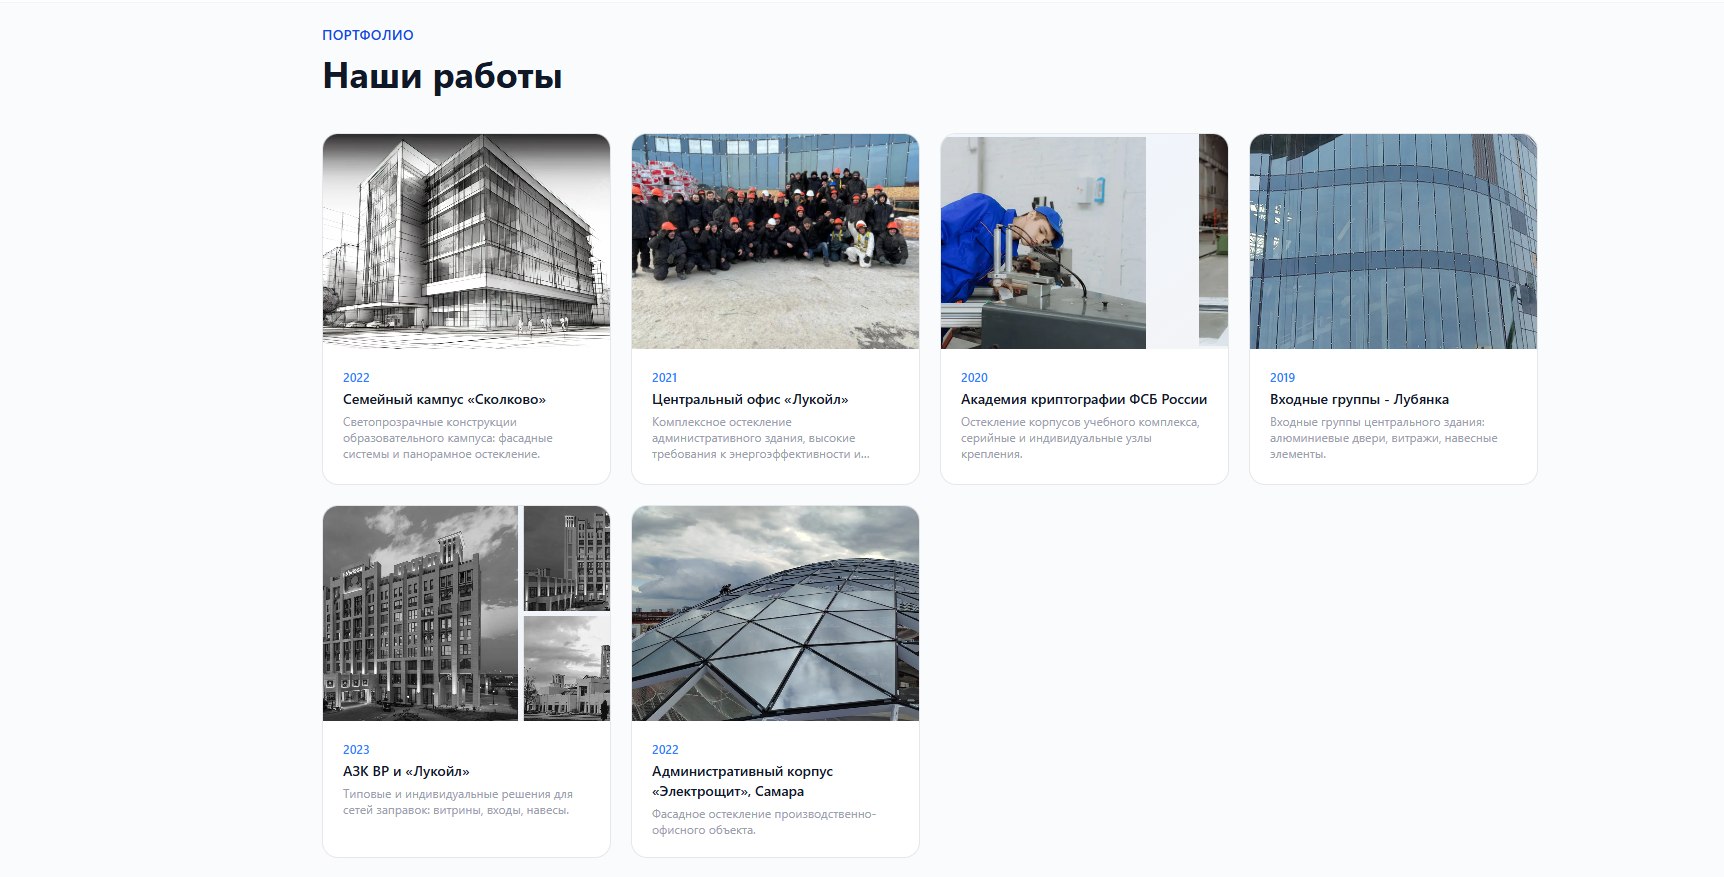 ПОРТФОЛИО
Наши работы
2022
Семейный кампус «Сколково»
Светопрозрачные конструкции
образовательного кампуса: фасадные
системы и панорамное остекление.
2021
Центральный офис «Лукойл»
Комплексное остекление
административного здания, высокие
требования к энергоэффективности и...
2020
Академия криптографии ФСБ России
Остекление корпусов учебного комплекса,
серийные и индивидуальные узлы
крепления.
2019
Входные группы - Лубянка
Входные группы центрального здания:
алюминиевые двери, витражи, навесные
элементы.
2023
АЗК BP и «Лукойл»
Типовые и индивидуальные решения для
сетей заправок: витрины, входы, навесы.
2022
Административный корпус
«Электрощит», Самара
Фасадное остекление производственно-
офисного объекта.